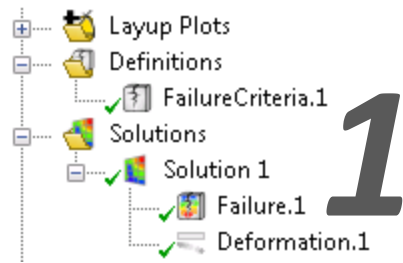 Layup Plots
Definitions
FailureCriteria.1
Solutions
Solution 1
Failure.1
Deformation.1
1